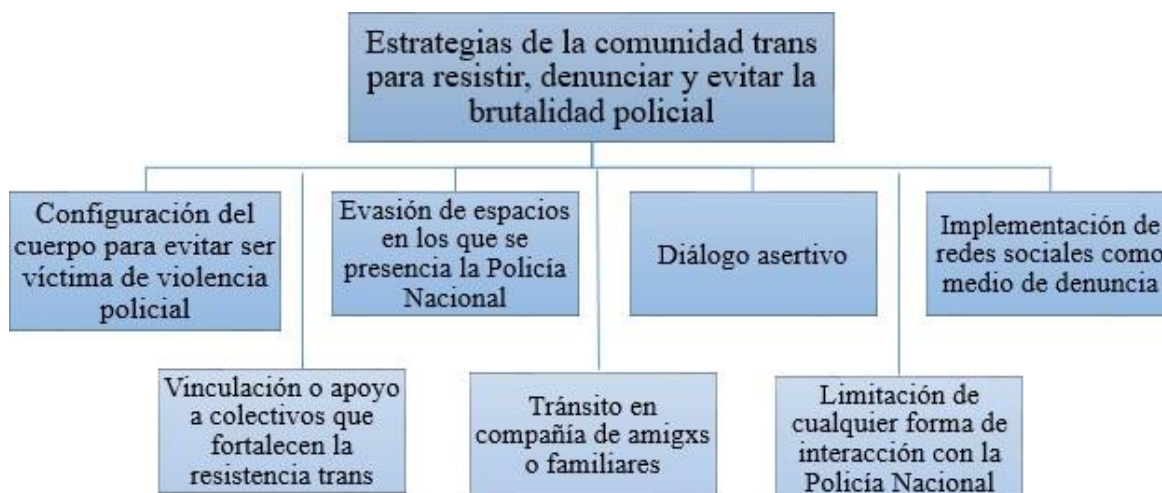 Estrategias de la comunidad trans
para resistir, denunciar y evitar la
brutalidad policial
Configuración del
cuerpo para evitar ser
víctima de violencia
policial
Evasión de espacios
en los que se
presencia la Policía
Nacional
Diálogo asertivo
Implementación de
redes sociales como
medio de denuncia
Vinculación o apoyo
a colectivos que
fortalecen la
resistencia trans
Tránsito en
compañía de amigxs
o familiares
Limitación de
cualquier forma de
interacción con la
Policía Nacional